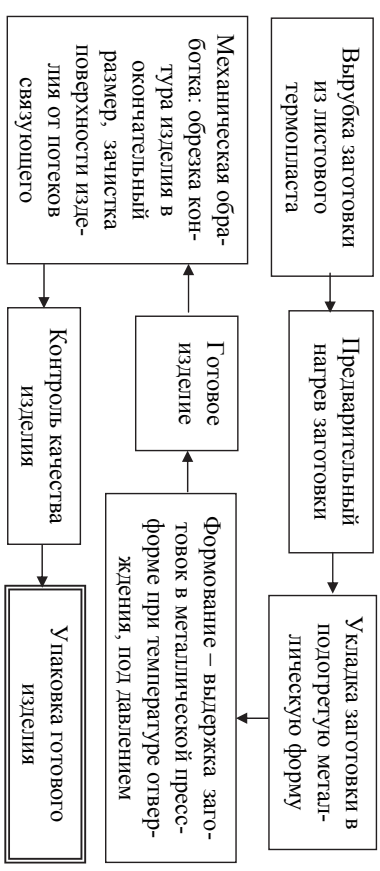 Вырубка заготовки
из листового
термопласта
Предварительный
нагрев заготовки
Укладка заготовки в
подогретую метал-
лическую форму
Формование – выдержка заго-
товок в металлической пресс-
форме при температуре отвер-
ждения, под давлением
Готовое
изделие
Механическая обра-
ботка: обрезка кон-
тура изделия в
окончательный
размер, зачистка
поверхности изде-
лия от потеков
связующего
Контроль качества
изделия
Упаковка готового
изделия